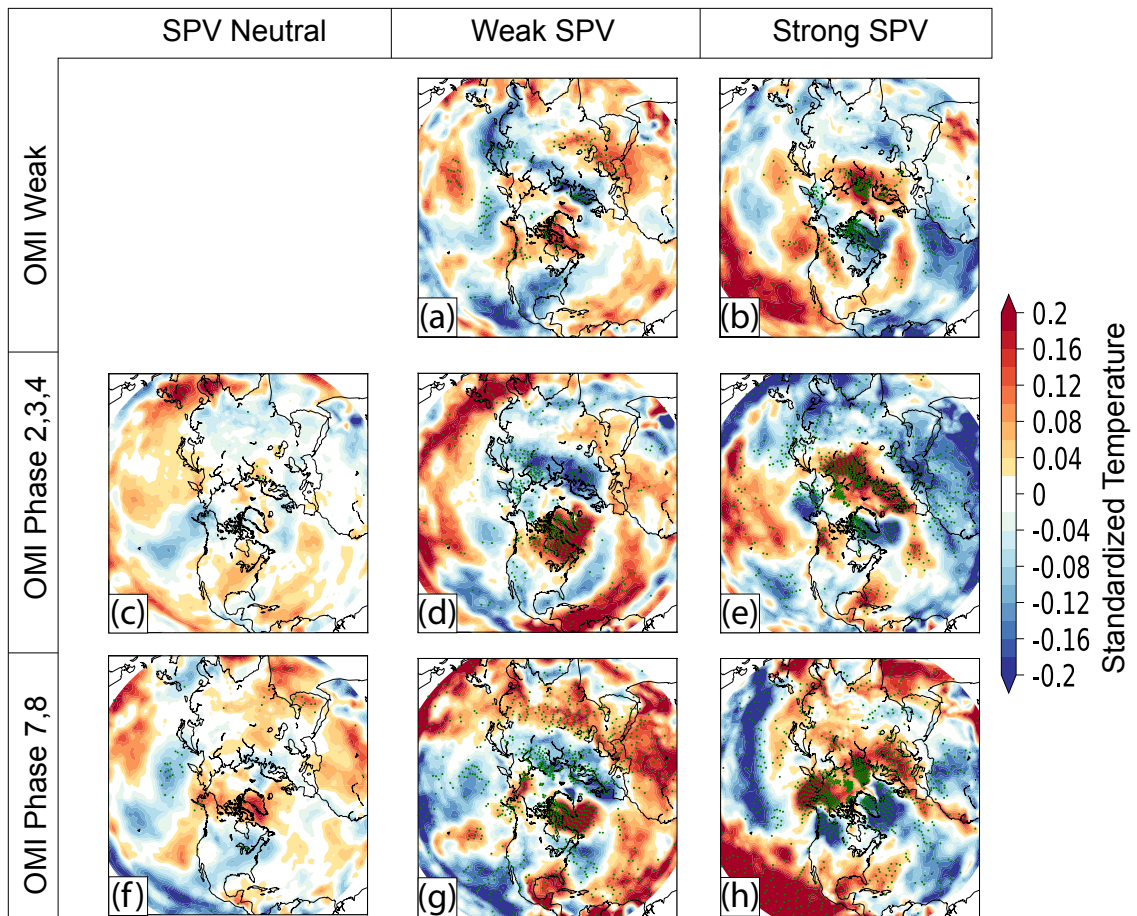 SPV Neutral
Weak SPV
Strong SPV
OMI Weak
(a)
(b)
OMI Phase 2,3,4
(c)
(d)
(e)
OMI Phase 7,8
(f)
(g)
(h)
0.2
0.16
0.12
0.08
0.04
0
-0.04
-0.08
-0.12
-0.16
-0.2
Standardized Temperature